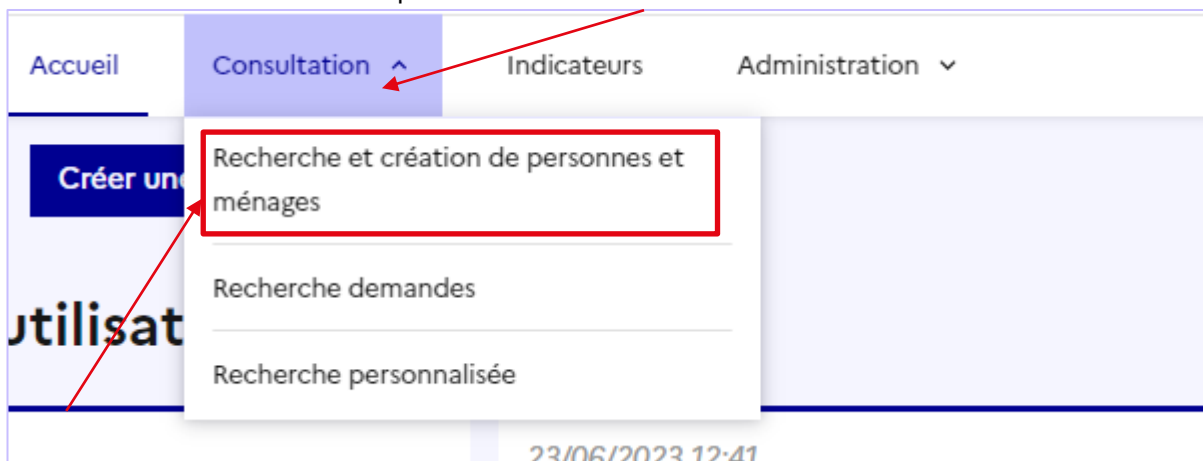 Accueil Consultation Indicateurs Administration
Recherche et création de personnes et
ménages
Créer une
Recherche demandes
utilisat
Recherche personnalisée
23/06/2023 12:41